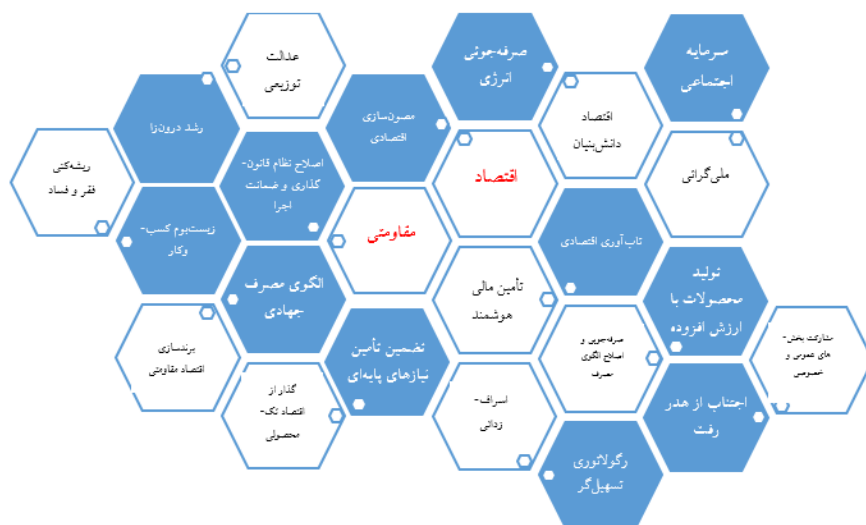 سرمایه
اجتماعی
صرفه‌جوئی
انرژی
عدالت
توزیعی
اقتصاد
دانش‌بنیان
مصون‌سازی
اقتصادی
رشد درون‌زا
ملی‌گرائی
اقتصاد
اصلاح نظام قانون-
گذاری و ضمانت
اجرا
ریشه‌کنی
فقر و فساد
مقاومتی
تاب‌آوری اقتصادی
زیست‌بوم کسب-
وکار
تولید
محصولات با
ارزش افزوده
تأمین مالی
هوشمند
الگوی مصرف
جهادی
مشارکت بخش-
های عمومی و
خصوصی
صرفه‌جویی و
اصلاح الگوی
مصرف
تضمین تأمین
نیازهای پایه‌ای
برندسازی
اقتصاد مقاومتی
اجتناب از هدر
رفت
اسراف-
زدائی
گذار از
اقتصاد تک-
محصولی
رگولاتوری
تسهیل‌گر